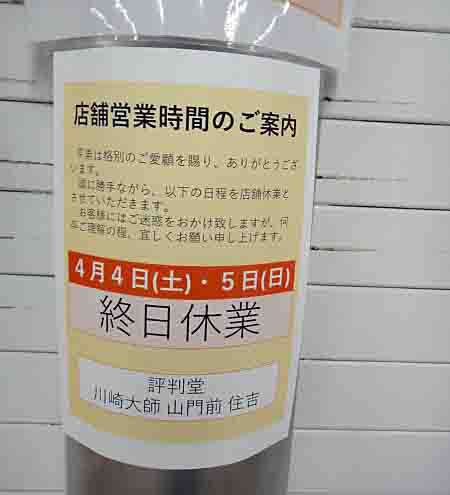 店舗営業時間のご案内
平素は格別のご愛顧を賜り、ありがとうござ
います。
誠に勝手ながら、以下の日程を店舗休業と
させていただきます。
お客様にはご迷惑をおかけ致しますが、何
ご理解の程、宜しくお願い申し上げます。
4月4日(土)・5日(日)
終日休業
評判堂
川崎大師 山門前 住吉